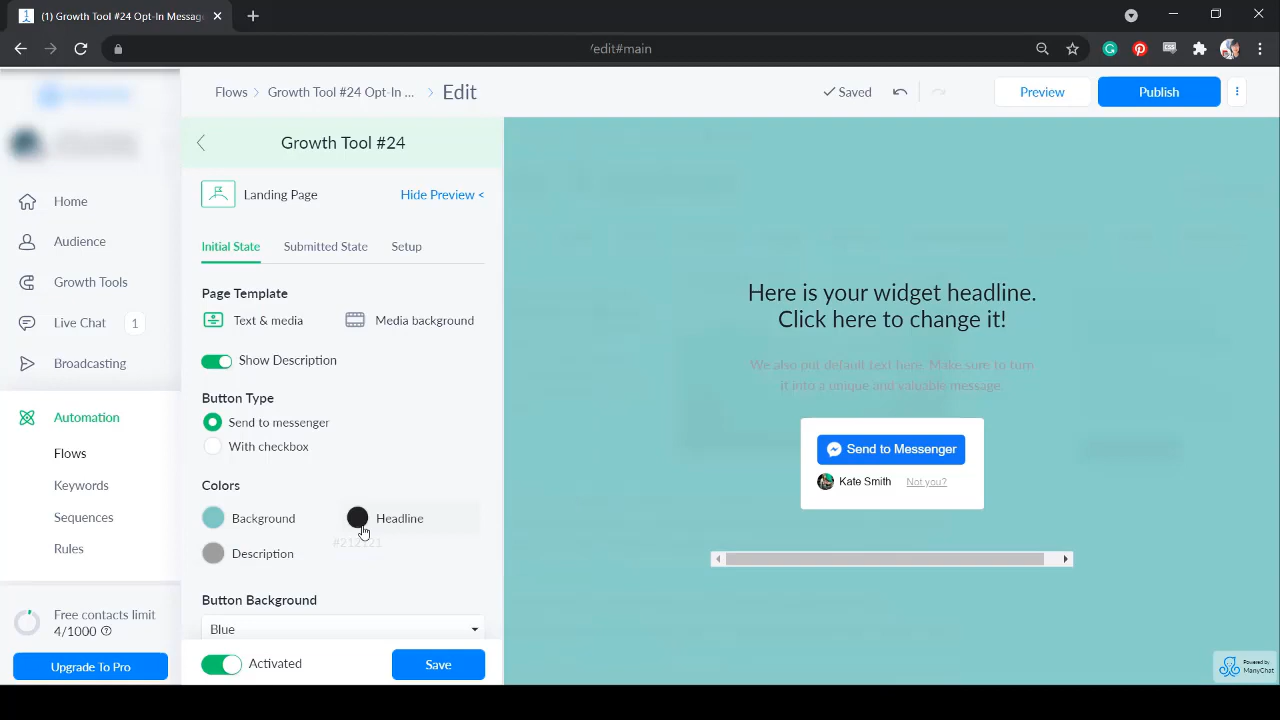 (1) Growth Tool #24 Opt-In Messag
/edit#main
CSS
Flows
Growth Tool #24 Opt-In ...
Edit
Saved
Preview
Publish
Growth Tool #24
Landing Page
Hide Preview <
Initial State
Submitted State
Setup
Page Template
Text & media
Media background
Show Description
Button Type
Send to messenger
With checkbox
Colors
Background
Headline
#212121
Description
Button Background
Blue
Activated
Save
Home
Audience
Growth Tools
Live Chat
1
Broadcasting
Automation
Flows
Keywords
Sequences
Rules
Free contacts limit
4/1000
Upgrade To Pro
Here is your widget headline.
Click here to change it!
We also put default text here. Make sure to turn
it into a unique and valuable message.
Send to Messenger
Kate Smith
Not you?
Powered by
ManyChat